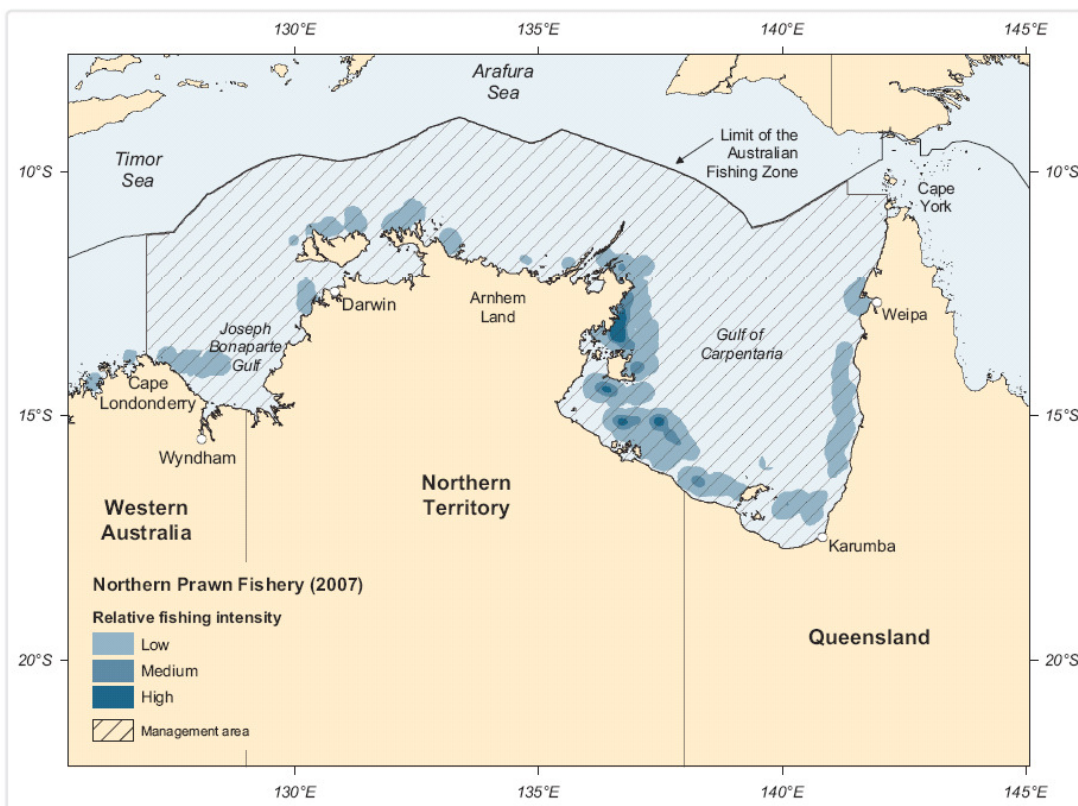 130°E
135°E
140°E
145°E
Arafura
Sea
Limit of the
Australian
Fishing Zone
Timor
Sea
10°S
10°S
Cape
York
Darwin
Arnhem
Land
Gulf of
Carpentaria
Weipa
Joseph
Bonaparte
Gulf
Cape
Londonderry
15°S
15°S
Wyndham
Northern
Territory
Western
Australia
Karumba
Northern Prawn Fishery (2007)
Relative fishing intensity
Low
Medium
High
Management area
Queensland
20°S
20°S
130°E
135°E
140°E
145°E